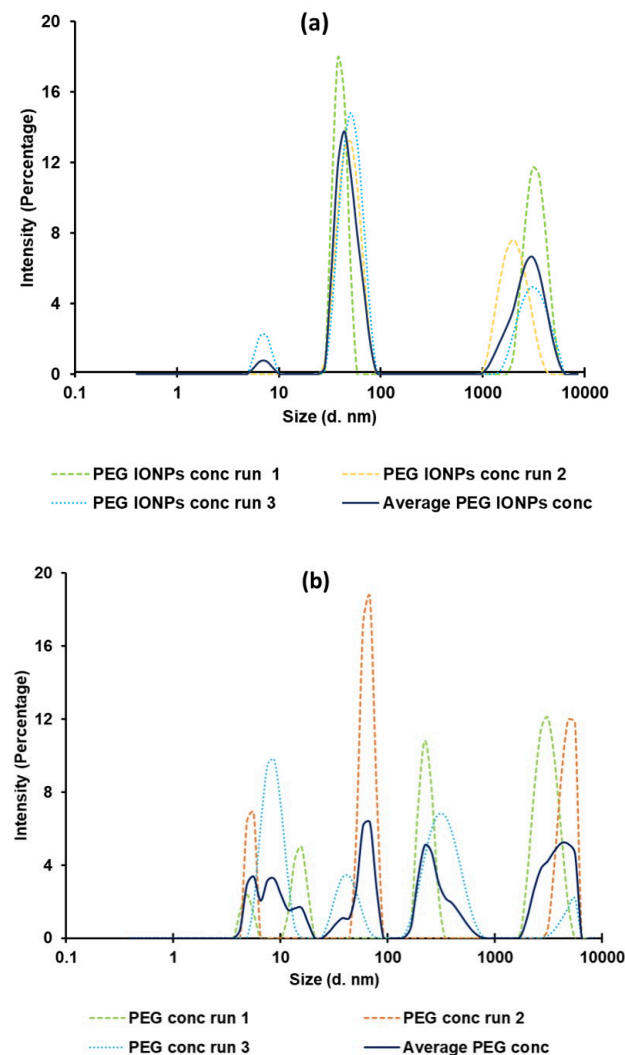 (a)
20
16
12
8
4
0
Intensity (Percentage)
0.1 1 10 100 1000 10000
Size (d. nm)
PEG IONPs conc run 1
PEG IONPs conc run 2
PEG IONPs conc run 3
Average PEG IONPs conc
(b)
20
16
12
8
4
0
Intensity (Percentage)
0.1 1 10 100 1000 10000
Size (d. nm)
PEG conc run 1
PEG conc run 2
PEG conc run 3
Average PEG conc